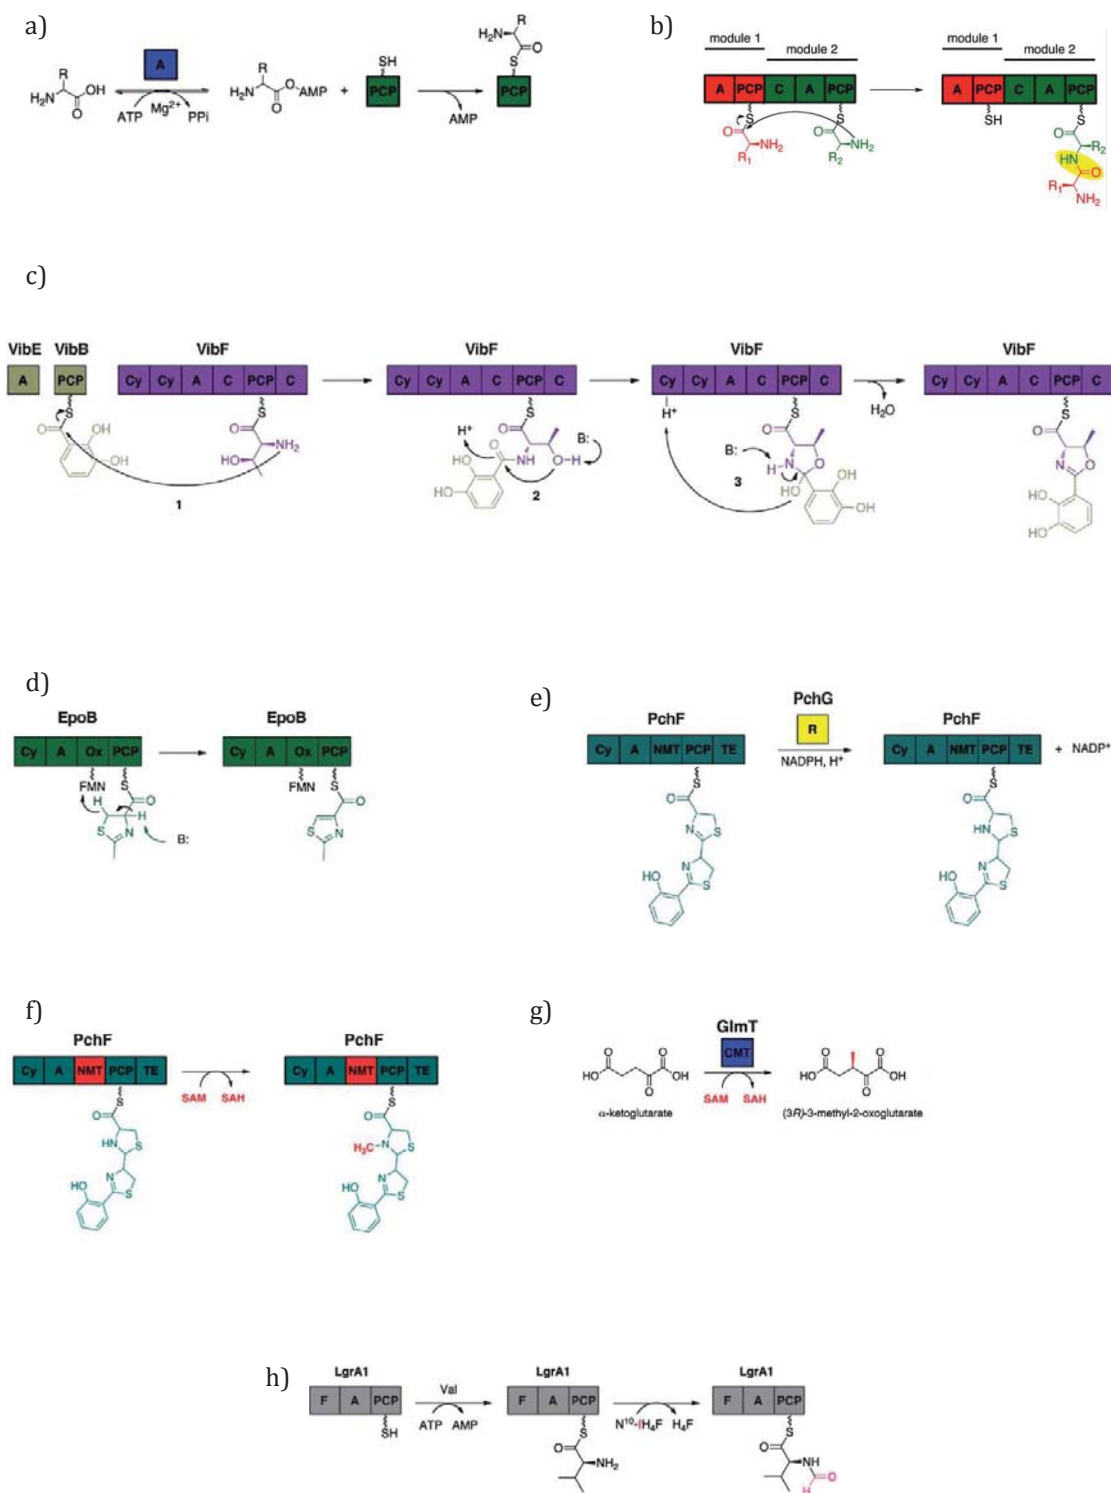 a)
R
H2N
OH
O
A
ATP Mg2+ PPi
R
H2N
O
AMP
O
+
SH
PCP
AMP
R
H2N
O
S
PCP
b)
module 1
module 2
A PCP C A PCP
S S
O NH2 R1
O NH2 R2
module 1
module 2
A PCP C A PCP
SH S
O
R2
HN
O
R1
NH2
c)
VibE VibB VibF
A PCP Cy Cy A C PCP C
S S
O OH OH
O NH2 HO
1
VibF
Cy Cy A C PCP C
S
O
H+ O B:
HO NH O H
HO
2
VibF
Cy Cy A C PCP C
H+ S
O
B: H N O
3 HO OH
OH
H2O
VibF
Cy Cy A C PCP C
S
O
N O
HO
HO
d)
EpoB
Cy A Ox PCP
FMN S
H O
H
S N
B:
EpoB
Cy A Ox PCP
FMN S
O
S N
e)
PchF
Cy A NMT PCP TE
S
O
N S
N
HO S
PchG
R
NADPH, H+
PchF
Cy A NMT PCP TE
+ NADP+
S
O
HN S
N
HO S
f)
PchF
Cy A NMT PCP TE
S
O
HN S
N
HO S
SAM SAH
PchF
Cy A NMT PCP TE
S
O
H3C N S
N
HO S
g)
GlmT
CMT
O O
HO OH
O
SAM SAH
O O
HO OH
O
α-ketoglutarate
(3R)-3-methyl-2-oxoglutarate
h)
LgrA1
F A PCP
SH
Val
ATP AMP
LgrA1
F A PCP
S
O
NH2
N10-fH4F H4F
LgrA1
F A PCP
S
O
NH
O
H